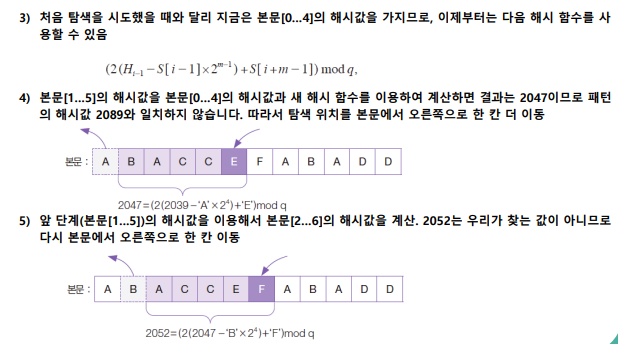 3) 처음 탐색을 시도했을 때와 달리 지금은 본문[0...4]의 해시값을 가지므로, 이제부터는 다음 해시 함수를 사
용할 수 있음
(2(Hᵢ₋₁−S[i−1]×2ᵐ⁻¹)+S[i+m−1]) mod q,
4) 본문[1...5]의 해시값을 본문[0...4]의 해시값과 새 해시 함수를 이용하여 계산하면 결과는 2047이므로 패턴
의 해시값 2089와 일치하지 않습니다. 따라서 탐색 위치를 본문에서 오른쪽으로 한 칸 더 이동
본문 : A B A C C E F A B A D D
2047=(2(2039−'A'×2⁴)+'E')mod q
5) 앞 단계(본문[1...5])의 해시값을 이용해서 본문[2...6]의 해시값을 계산. 2052는 우리가 찾는 값이 아니므로
다시 본문에서 오른쪽으로 한 칸 이동
본문 : A B A C C E F A B A D D
2052=(2(2047−'B'×2⁴)+'F')mod q